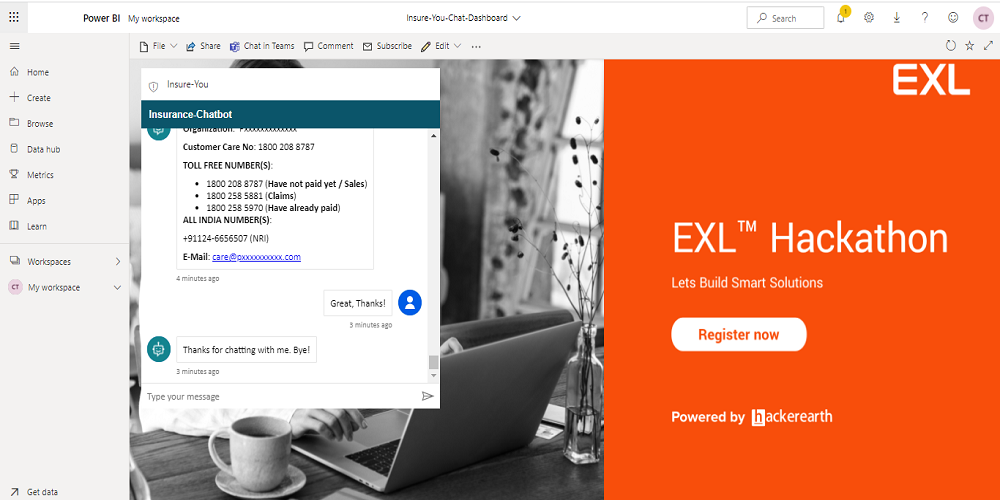 Power BI My workspace
Insure-You-Chat-Dashboard
Search
1
CT
File
Share
Chat in Teams
Comment
Subscribe
Edit
Home
Create
Browse
Data hub
Metrics
Apps
Learn
Workspaces
CT My workspace
Get data
Insure-You
Insurance-Chatbot
Organization: Pxxxxxxxxxxxxx
Customer Care No: 1800 208 8787
TOLL FREE NUMBER(S):
• 1800 208 8787 (Have not paid yet / Sales)
• 1800 258 5881 (Claims)
• 1800 258 5970 (Have already paid)
ALL INDIA NUMBER(S):
+91124-6656507 (NRI)
E-Mail: care@pxxxxxxxxxx.com
4 minutes ago
Great, Thanks!
3 minutes ago
Thanks for chatting with me. Bye!
3 minutes ago
Type your message
EXL
EXL™ Hackathon
Lets Build Smart Solutions
Register now
Powered by hackerearth